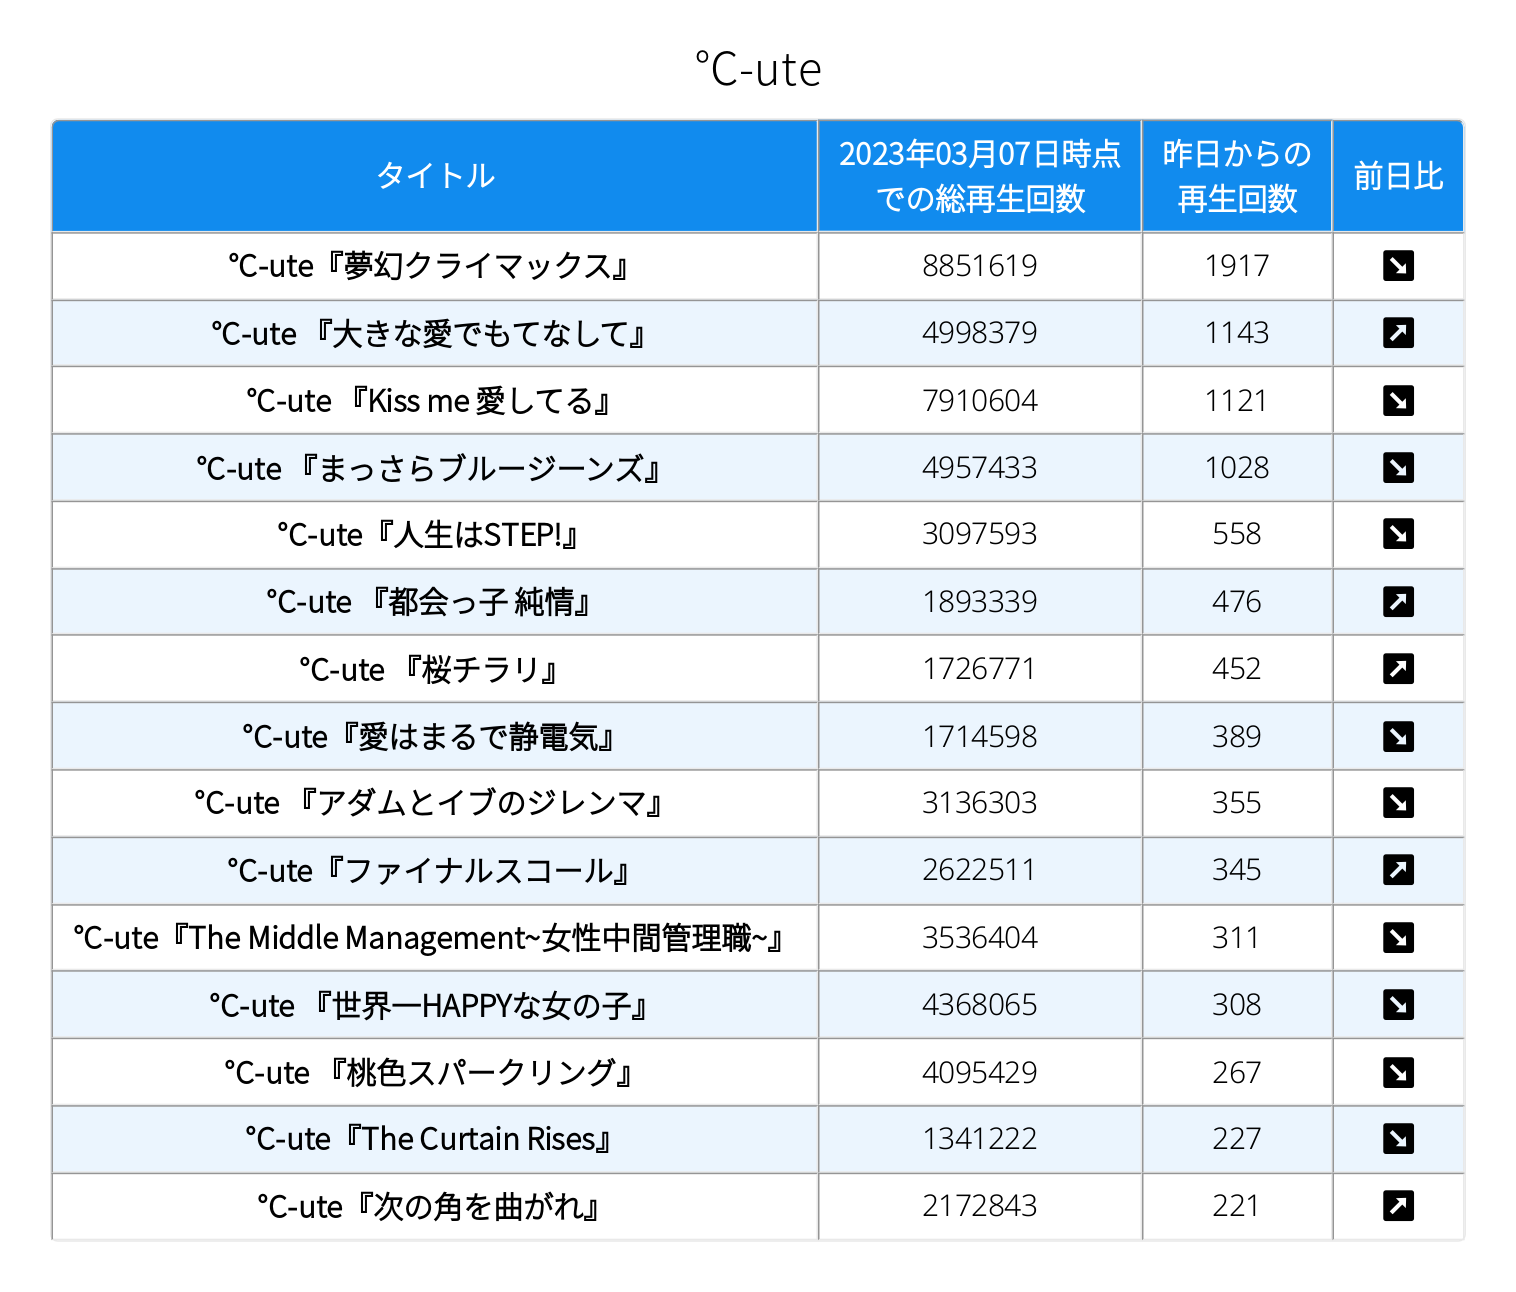 ℃-ute
タイトル
2023年03月07日時点
での総再生回数
昨日からの
再生回数
前日比
℃-ute『夢幻クライマックス』 8851619 1917 ↘
℃-ute 『大きな愛でもてなして』 4998379 1143 ↗
℃-ute 『Kiss me 愛してる』 7910604 1121 ↘
℃-ute 『まっさらブルージーンズ』 4957433 1028 ↘
℃-ute『人生はSTEP!』 3097593 558 ↘
℃-ute 『都会っ子 純情』 1893339 476 ↗
℃-ute 『桜チラリ』 1726771 452 ↗
℃-ute『愛はまるで静電気』 1714598 389 ↘
℃-ute 『アダムとイブのジレンマ』 3136303 355 ↘
℃-ute『ファイナルスコール』 2622511 345 ↗
℃-ute『The Middle Management~女性中間管理職~』 3536404 311 ↘
℃-ute 『世界一HAPPYな女の子』 4368065 308 ↘
℃-ute 『桃色スパークリング』 4095429 267 ↘
℃-ute『The Curtain Rises』 1341222 227 ↘
℃-ute『次の角を曲がれ』 2172843 221 ↗